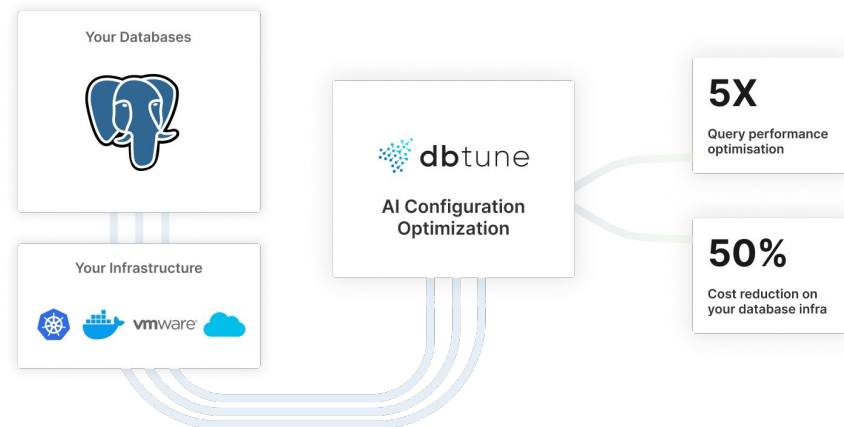 Your Databases
Your Infrastructure
vmware
dbtune
AI Configuration
Optimization
5X
Query performance
optimisation
50%
Cost reduction on
your database infra